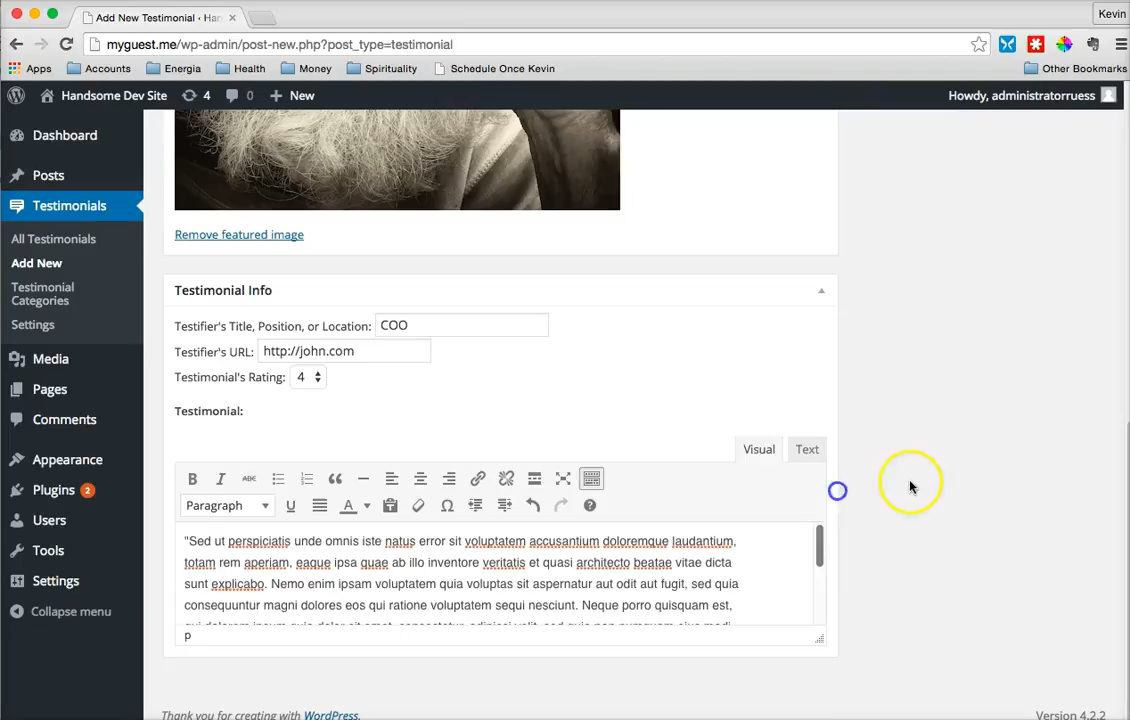 Add New Testimonial ‹ Han
Kevin
myguest.me/wp-admin/post-new.php?post_type=testimonial
Apps Accounts Energia Health Money Spirituality Schedule Once Kevin Other Bookmarks
Handsome Dev Site 4 0 New Howdy, administratorruess
Dashboard
Posts
Testimonials
All Testimonials
Add New
Testimonial
Categories
Settings
Media
Pages
Comments
Appearance
Plugins 2
Users
Tools
Settings
Collapse menu
Remove featured image
Testimonial Info
Testifier's Title, Position, or Location: COO
Testifier's URL: http://john.com
Testimonial's Rating: 4
Testimonial:
Visual Text
B I ABC
Paragraph U A Ω
"Sed ut perspiciatis unde omnis iste natus error sit voluptatem accusantium doloremque laudantium,
totam rem aperiam, eaque ipsa quae ab illo inventore veritatis et quasi architecto beatae vitae dicta
sunt explicabo. Nemo enim ipsam voluptatem quia voluptas sit aspernatur aut odit aut fugit, sed quia
consequuntur magni dolores eos qui ratione voluptatem sequi nesciunt. Neque porro quisquam est,
p
Thank you for creating with WordPress. Version 4.2.2